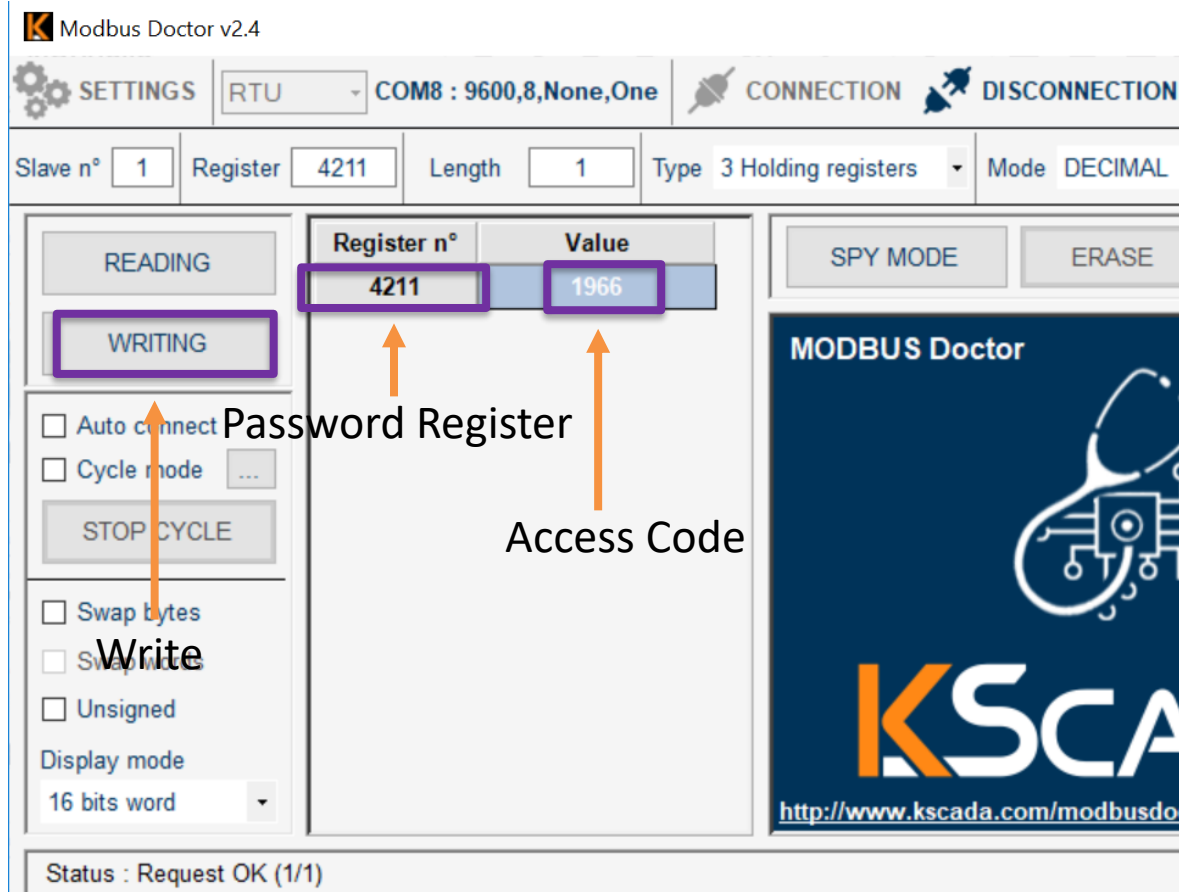 Modbus Doctor v2.4
SETTINGS RTU COM8 : 9600,8,None,One CONNECTION DISCONNECTION
Slave n° 1 Register 4211 Length 1 Type 3 Holding registers Mode DECIMAL
READING
WRITING
Register n° Value
4211 1966
SPY MODE ERASE
MODBUS Doctor
Password Register
Access Code
Auto connect
Cycle mode ...
STOP CYCLE
Swap bytes
Write
Swap words
Unsigned
Display mode
16 bits word
KSCA
http://www.kscada.com/modbusdo
Status : Request OK (1/1)